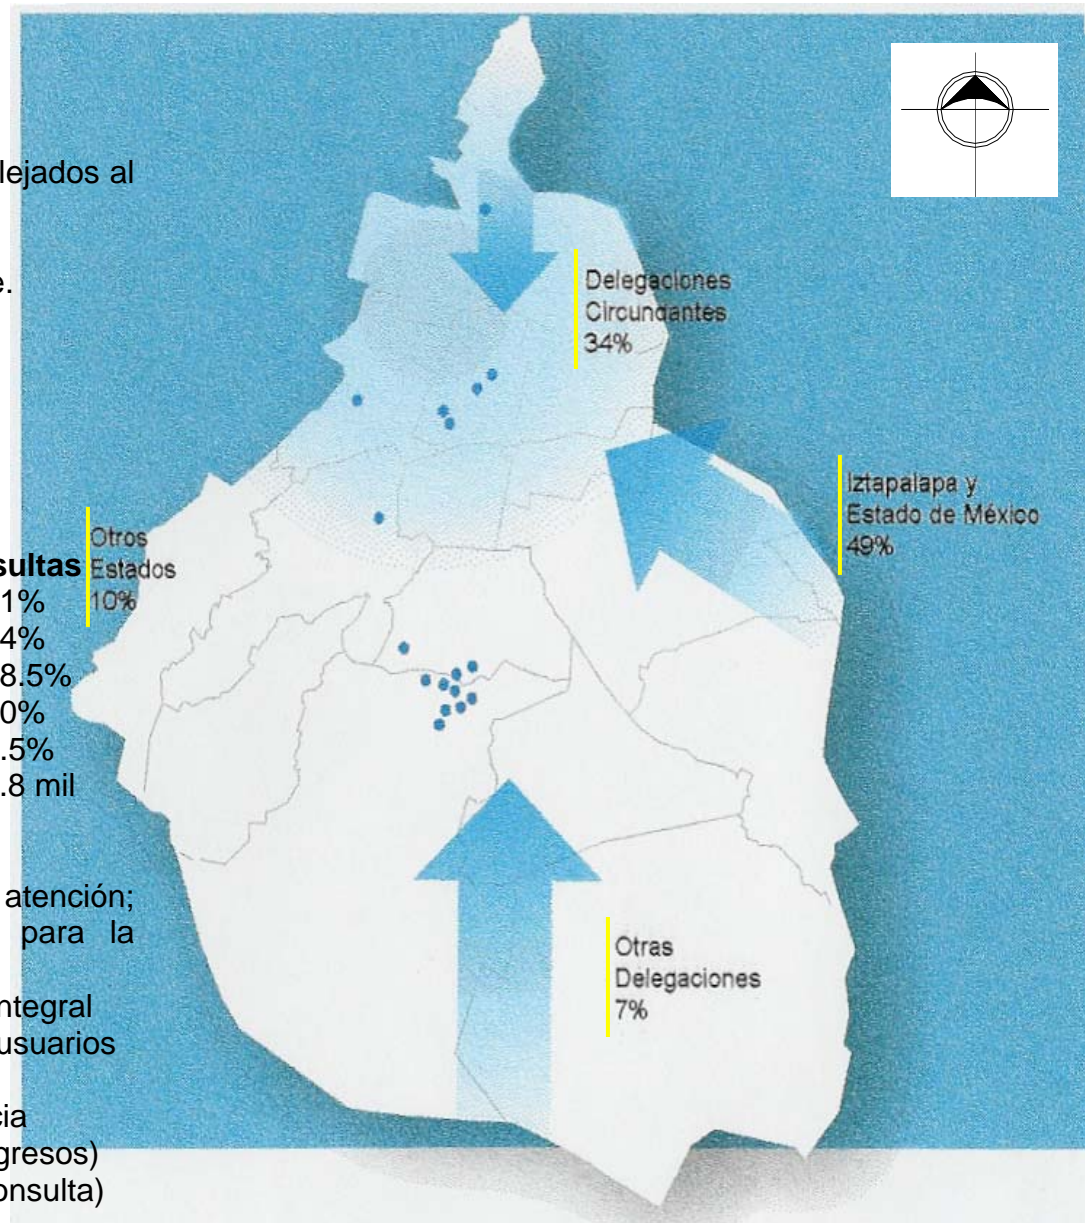 lejados al
e.
sultas
1%
4%
8.5%
0%
.5%
.8 mil
atención;
para la
ntegral
usuarios
cia
gresos)
onsulta)
Delegaciones
Circundantes
34%
Iztapalapa y
Estado de México
49%
Otros
Estados
10%
Otras
Delegaciones
7%